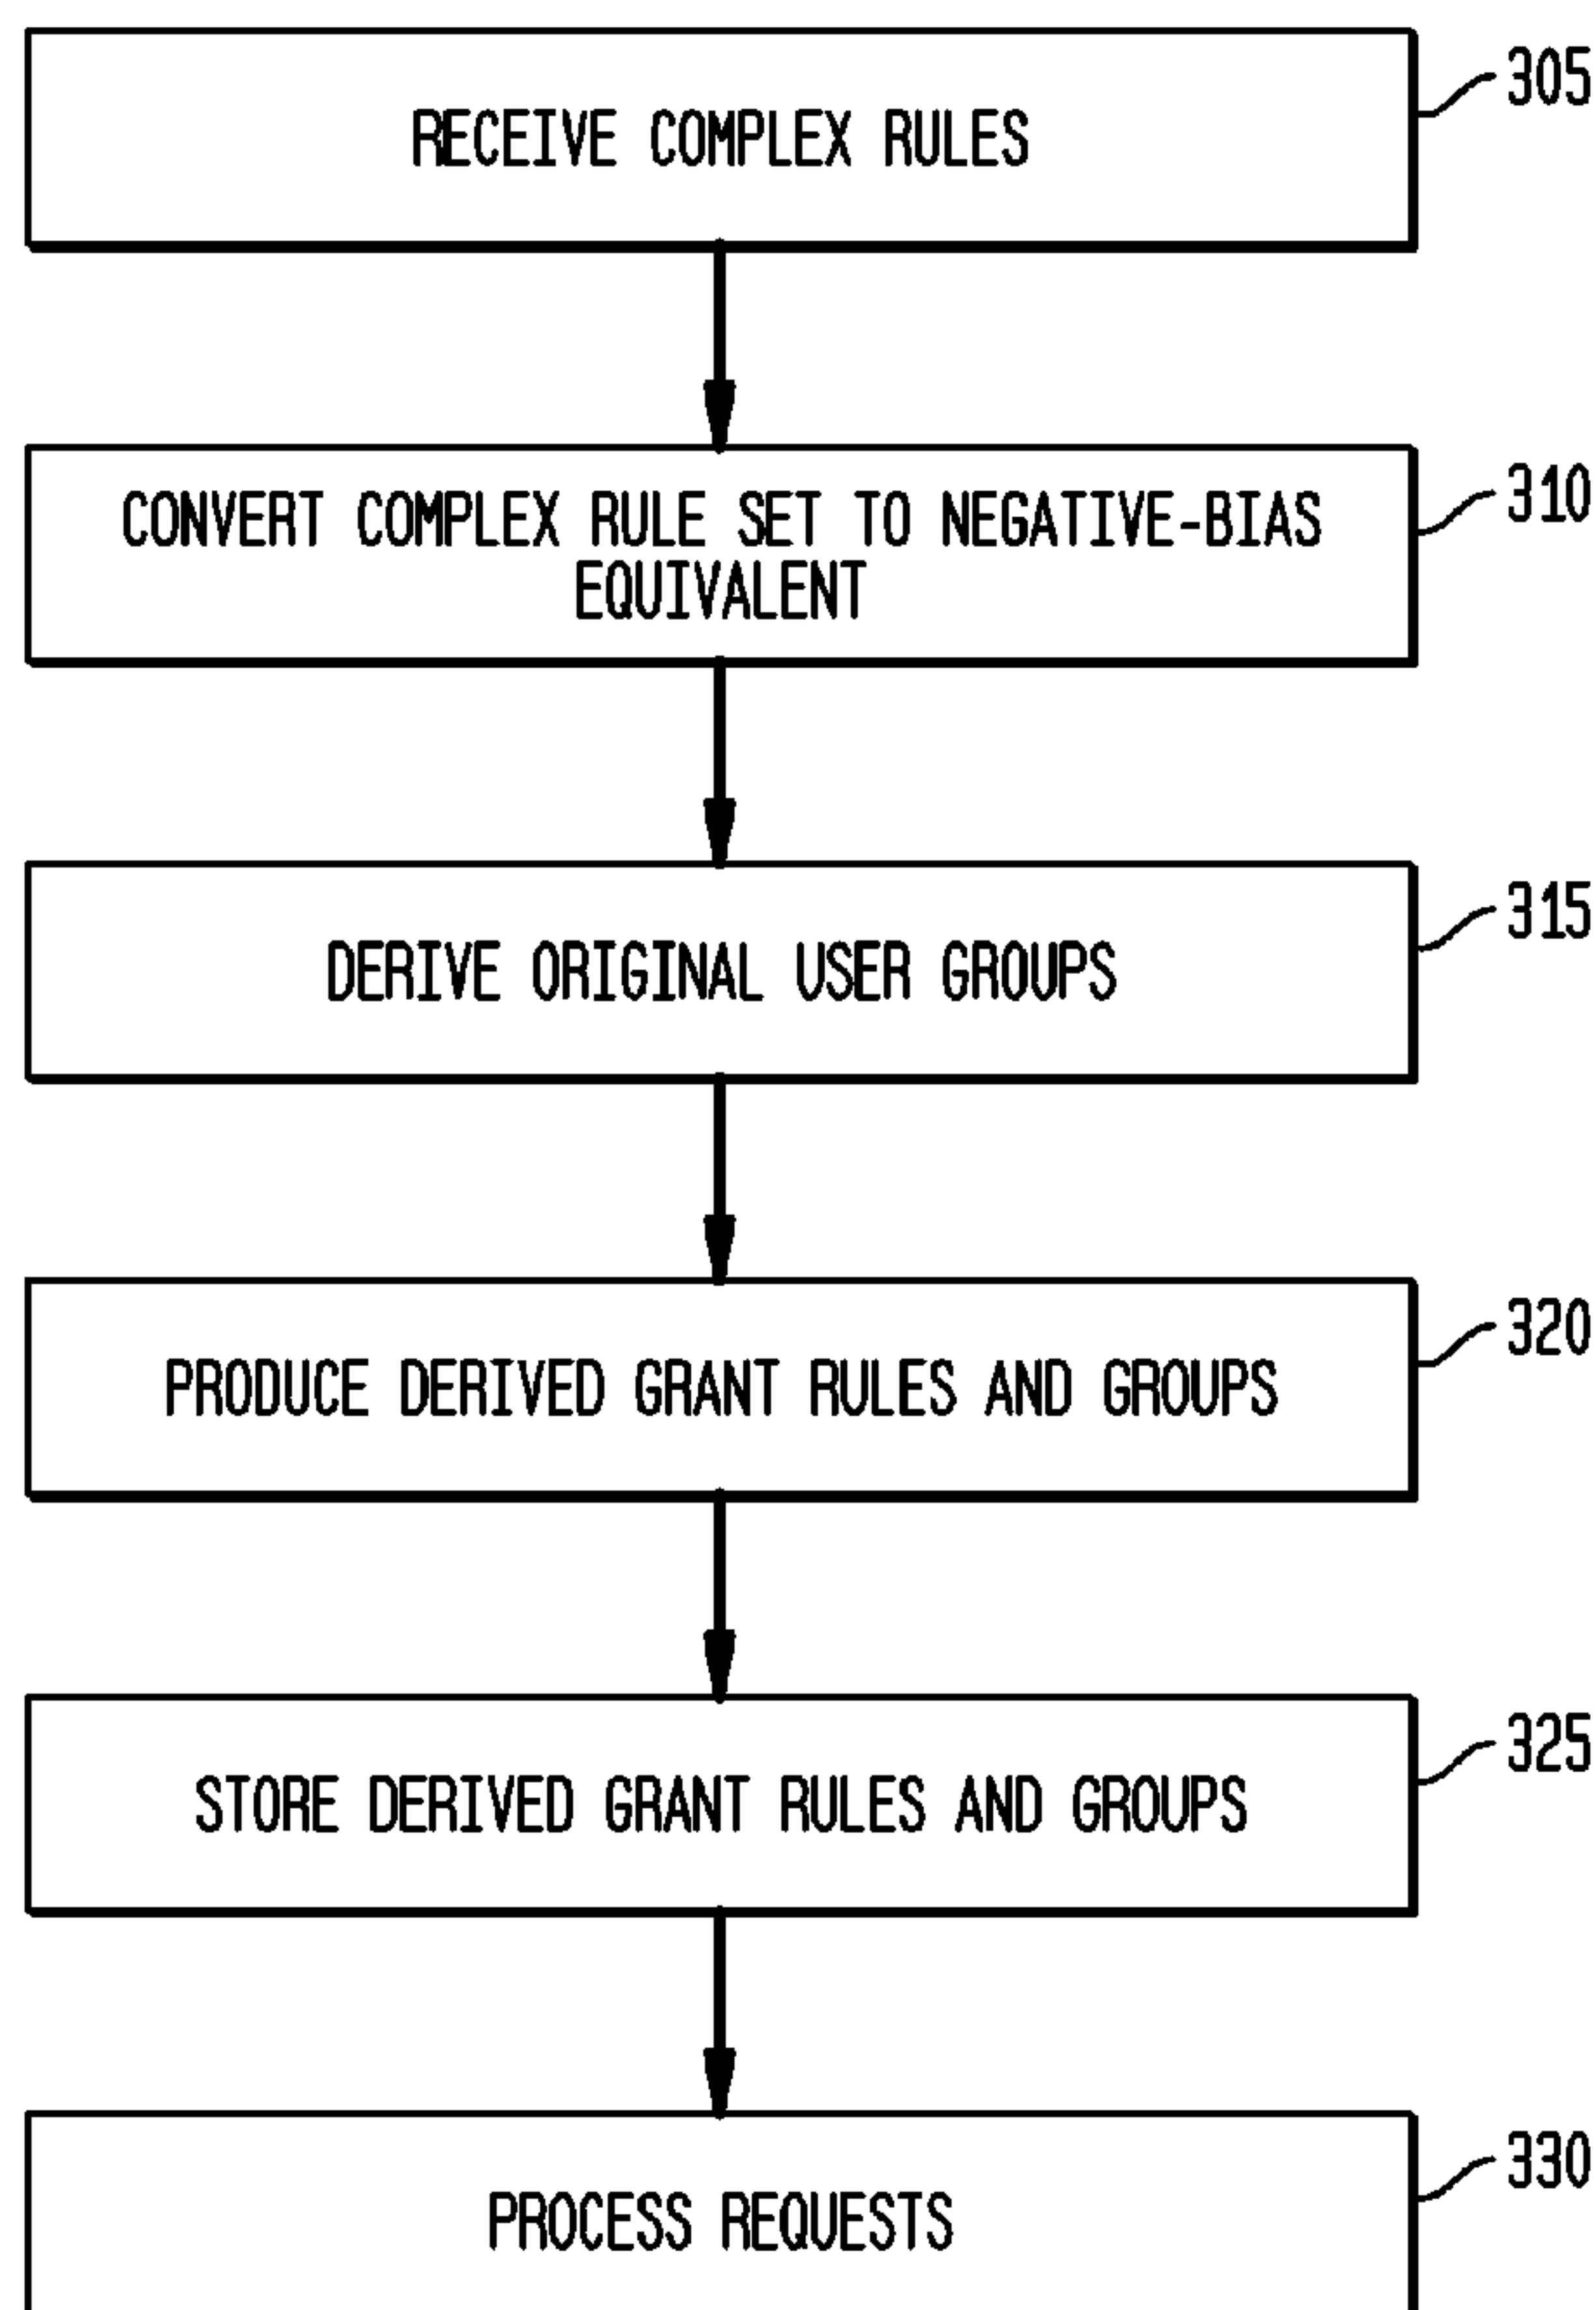 305
RECEIVE COMPLEX RULES
310
CONVERT COMPLEX RULE SET TO NEGATIVE-BIAS
EQUIVALENT
315
DERIVE ORIGINAL USER GROUPS
320
PRODUCE DERIVED GRANT RULES AND GROUPS
325
STORE DERIVED GRANT RULES AND GROUPS
330
PROCESS REQUESTS